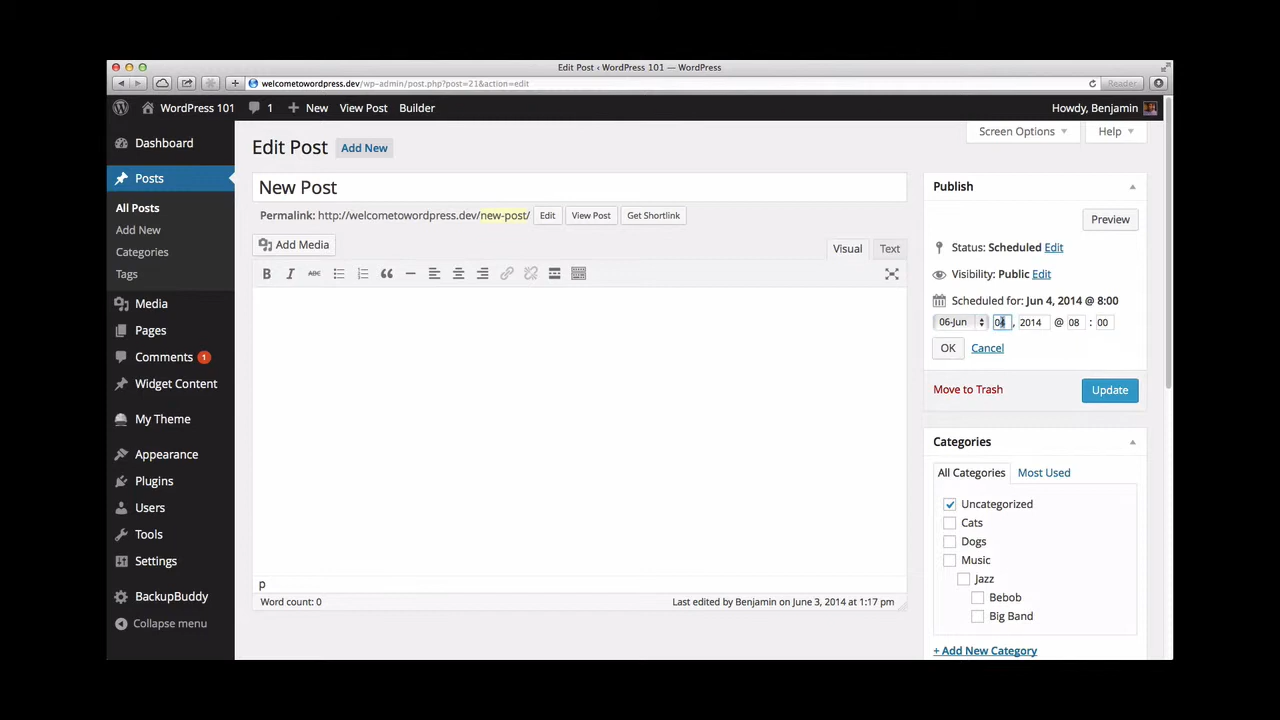 Edit Post ‹ WordPress 101 — WordPress
welcometowordpress.dev/wp-admin/post.php?post=21&action=edit
Reader
WordPress 101
1
New
View Post
Builder
Howdy, Benjamin
Dashboard
Posts
All Posts
Add New
Categories
Tags
Media
Pages
Comments 1
Widget Content
My Theme
Appearance
Plugins
Users
Tools
Settings
BackupBuddy
Collapse menu
Screen Options
Help
Edit Post Add New
New Post
Permalink: http://welcometowordpress.dev/new-post/ Edit View Post Get Shortlink
Add Media
Visual Text
B I ABC
p
Word count: 0
Last edited by Benjamin on June 3, 2014 at 1:17 pm
Publish
Preview
Status: Scheduled Edit
Visibility: Public Edit
Scheduled for: Jun 4, 2014 @ 8:00
06-Jun 04, 2014 @ 08 : 00
OK Cancel
Move to Trash Update
Categories
All Categories Most Used
Uncategorized
Cats
Dogs
Music
Jazz
Bebob
Big Band
+ Add New Category